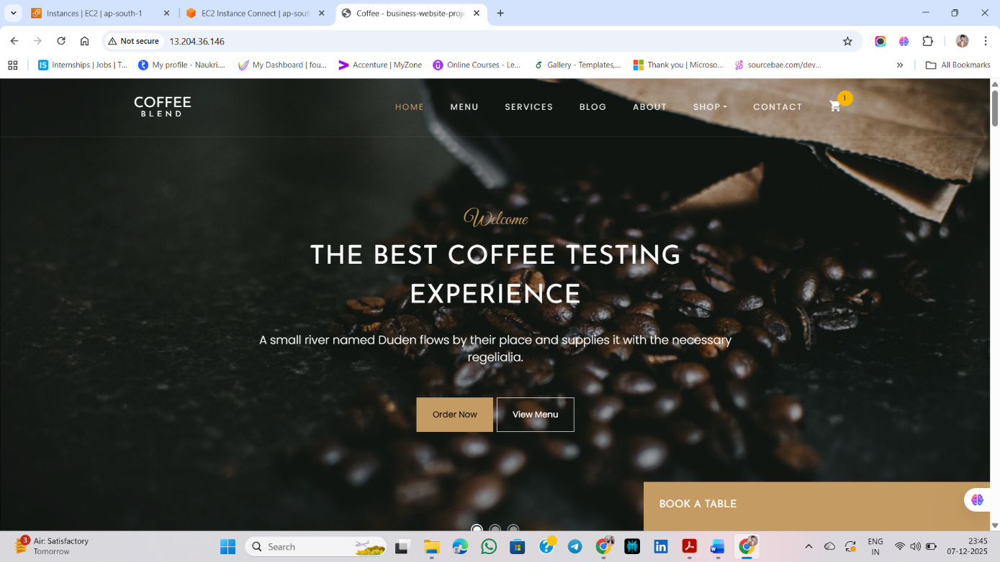 Instances | EC2 | ap-south-1
EC2 Instance Connect | ap-sout
Coffee - business-website-proje
Not secure
13.204.36.146
Internships | Jobs | T...
My profile - Naukri....
My Dashboard | fou...
Accenture | MyZone
Online Courses - Le...
Gallery - Templates,...
Thank you | Microso...
sourcebae.com/dev...
»
All Bookmarks
COFFEE
BLEND
HOME
MENU
SERVICES
BLOG
ABOUT
SHOP
CONTACT
1
Welcome
THE BEST COFFEE TESTING
EXPERIENCE
A small river named Duden flows by their place and supplies it with the necessary
regelialia.
Order Now
View Menu
BOOK A TABLE
3
Air: Satisfactory
Tomorrow
Search
ENG
IN
23:45
07-12-2025